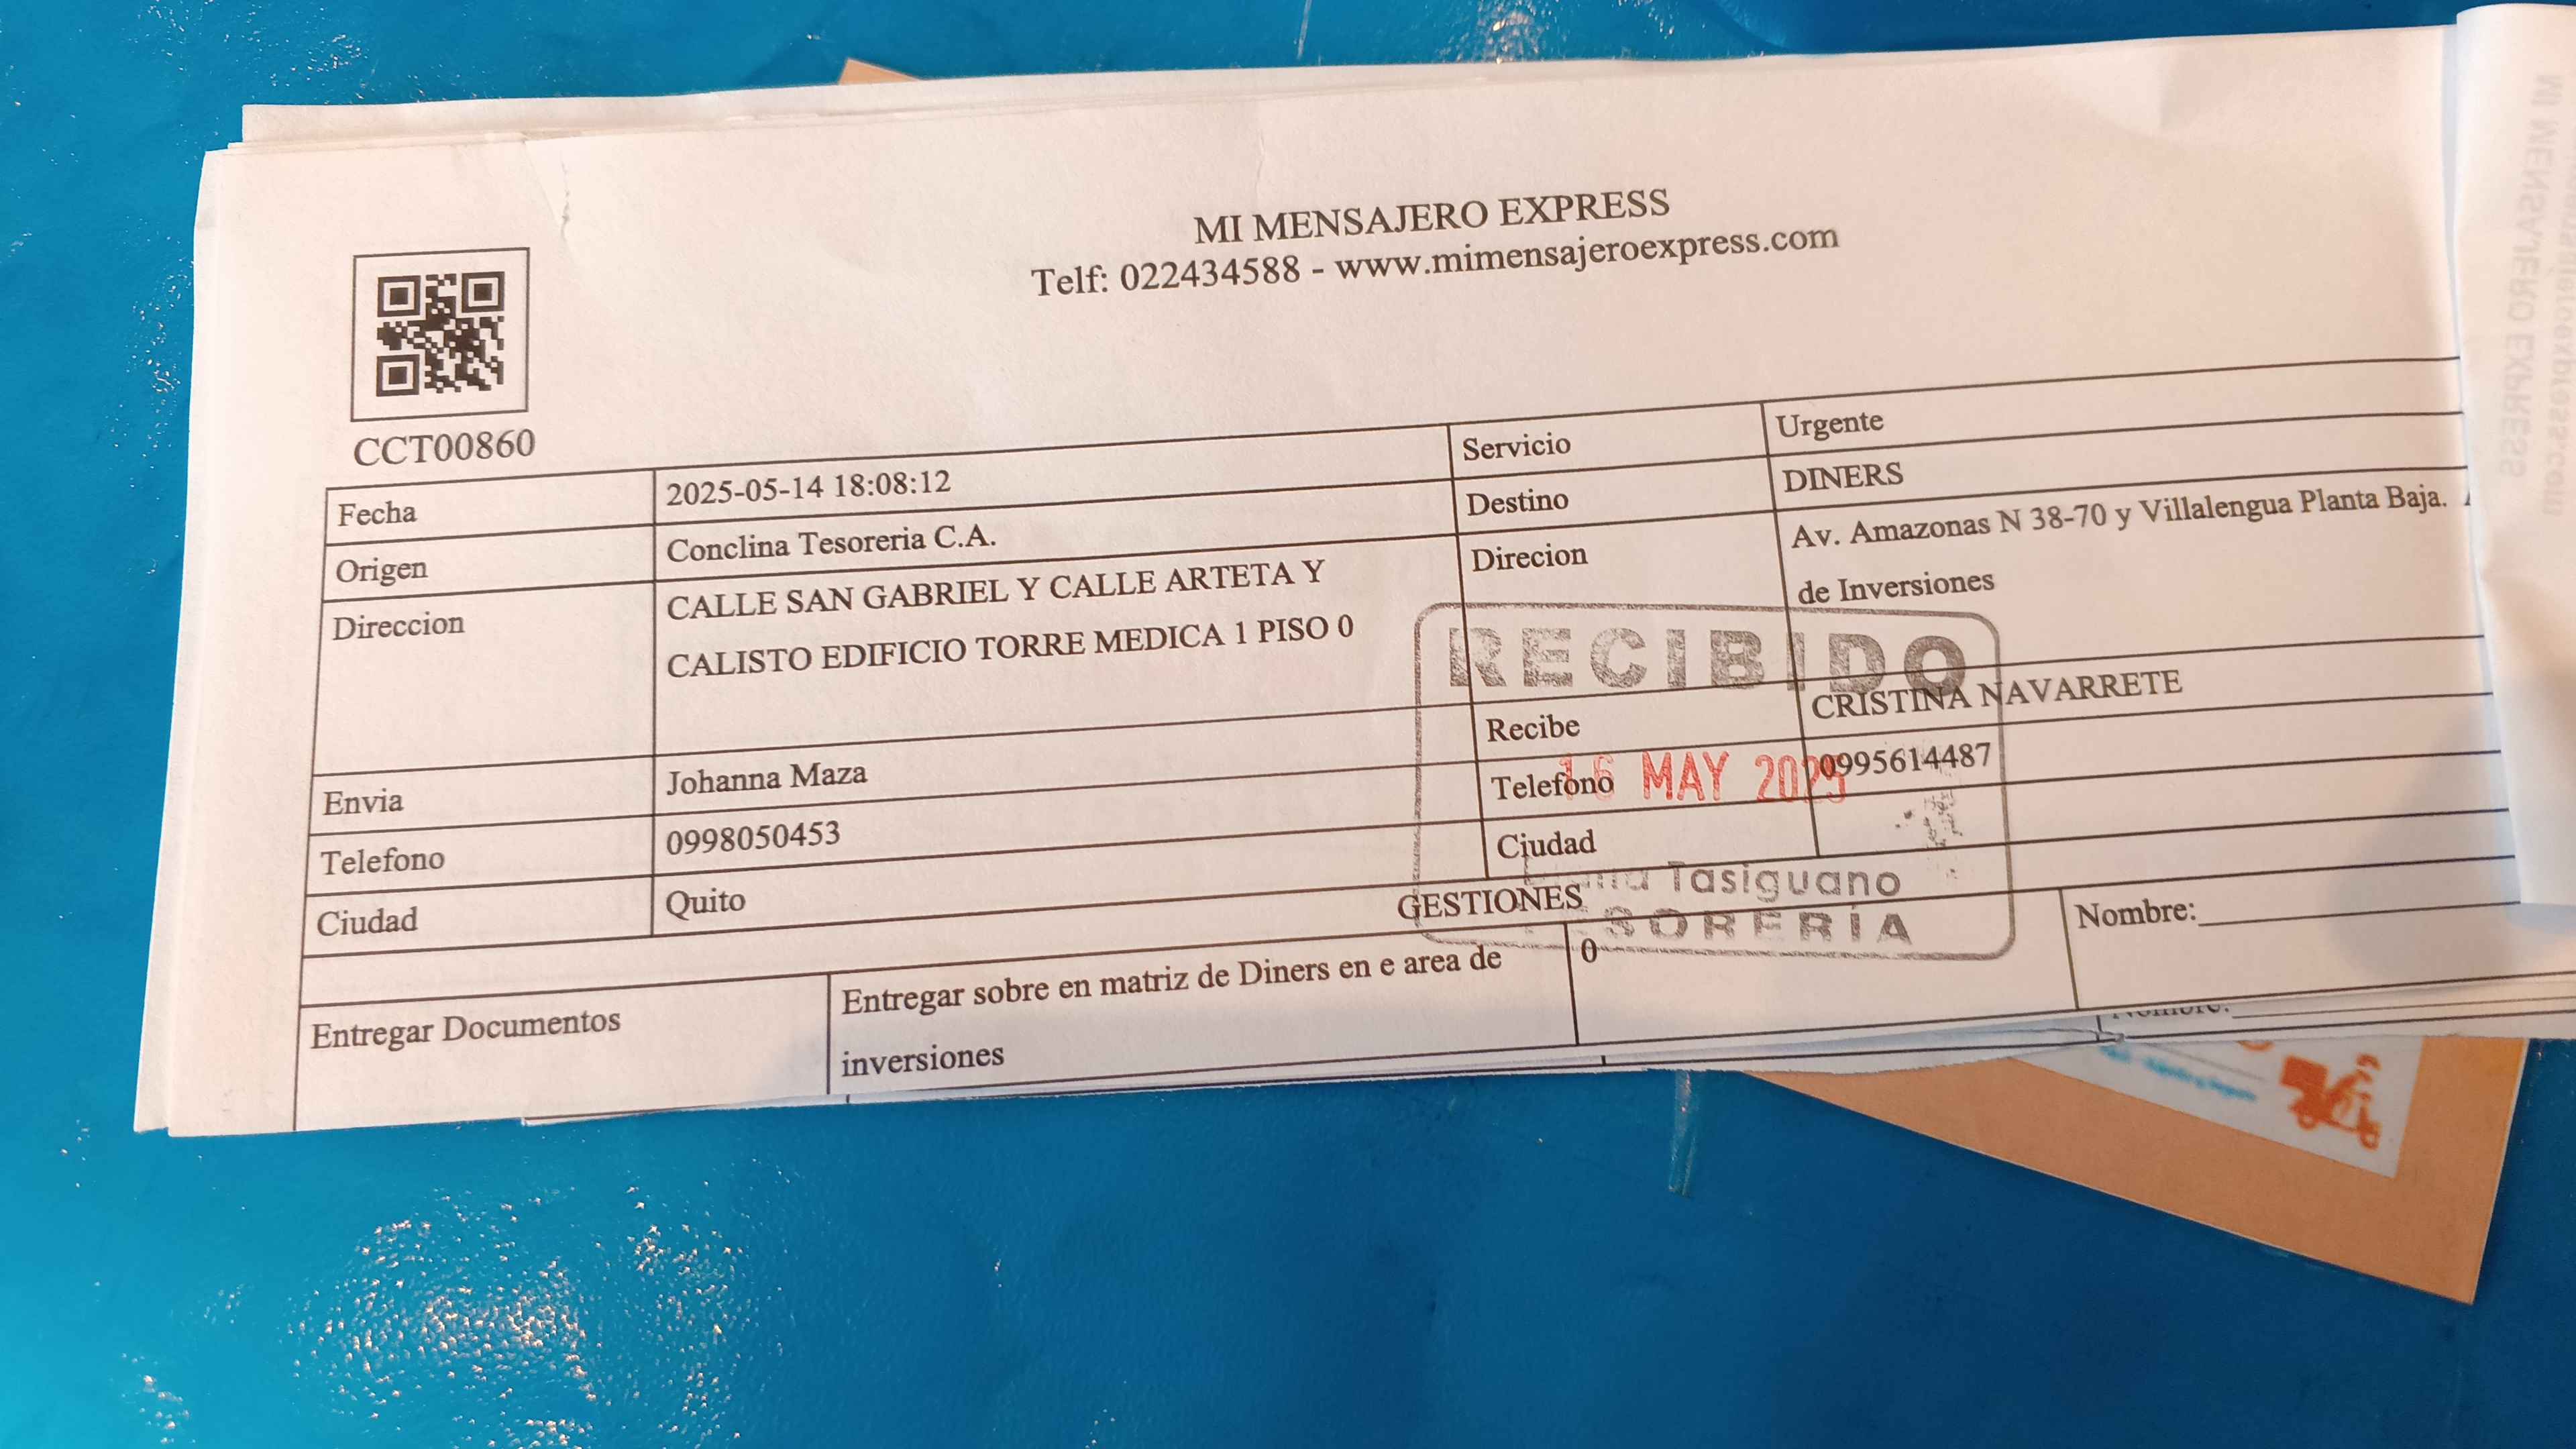 MI MENSAJERO EXPRESS
Telf: 022434588 - www.mimensajeroexpress.com
CCT00860
Fecha 2025-05-14 18:08:12 Servicio Urgente
Origen Conclina Tesoreria C.A. Destino DINERS
Direccion CALLE SAN GABRIEL Y CALLE ARTETA Y Direcion Av. Amazonas N 38-70 y Villalengua Planta Baja.
CALISTO EDIFICIO TORRE MEDICA 1 PISO 0 de Inversiones
RECIBIDO
Envia Johanna Maza Recibe CRISTINA NAVARRETE
Telefono 0998050453 Telefono 0995614487
16 MAY 2025
Ciudad Quito Ciudad
Tasiguano
GESTIONES
Entregar Documentos Entregar sobre en matriz de Diners en e area de 0 Nombre:
inversiones
MI MENSAJERO EXPRESS